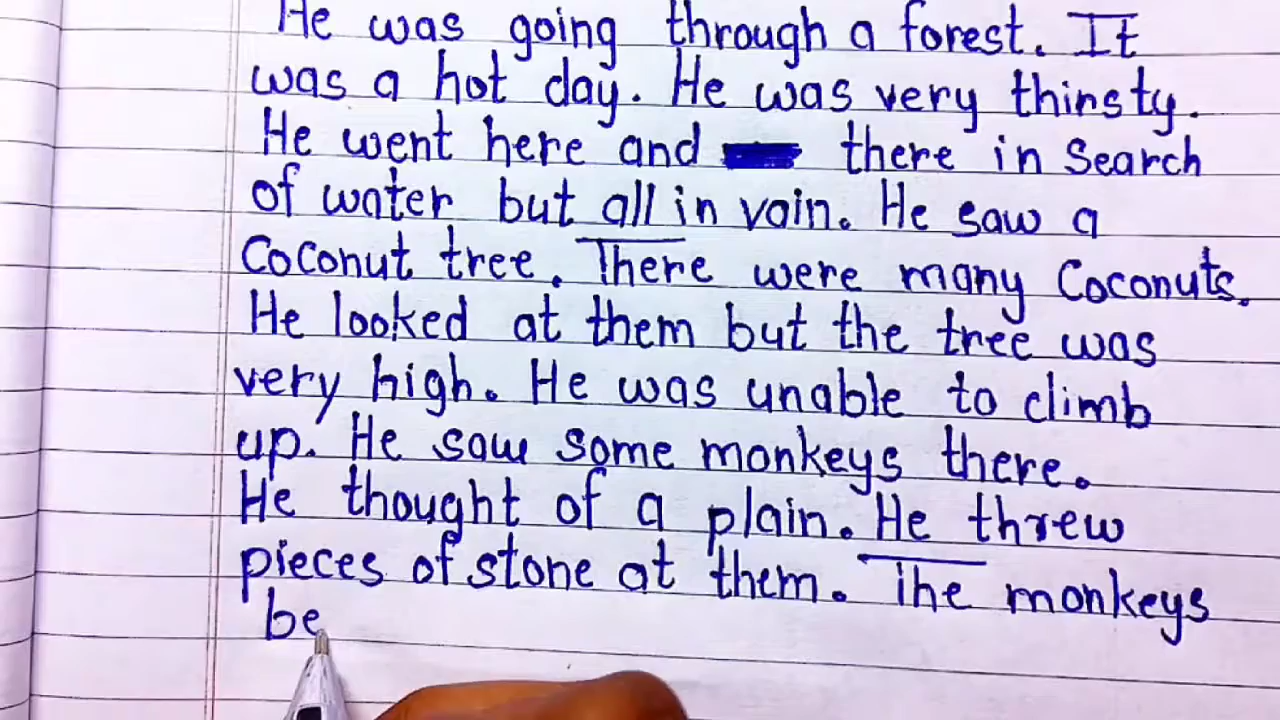 He was going through a forest. It
was a hot day. He was very thinsty.
He went here and there in search
of water but all in vain. He saw a
Coconut tree. There were many Coconuts.
He looked at them but the tree was
very high. He was unable to climb
up. He saw some monkeys there.
He thought of a plain. He threw
pieces of stone at them. The monkeys
be